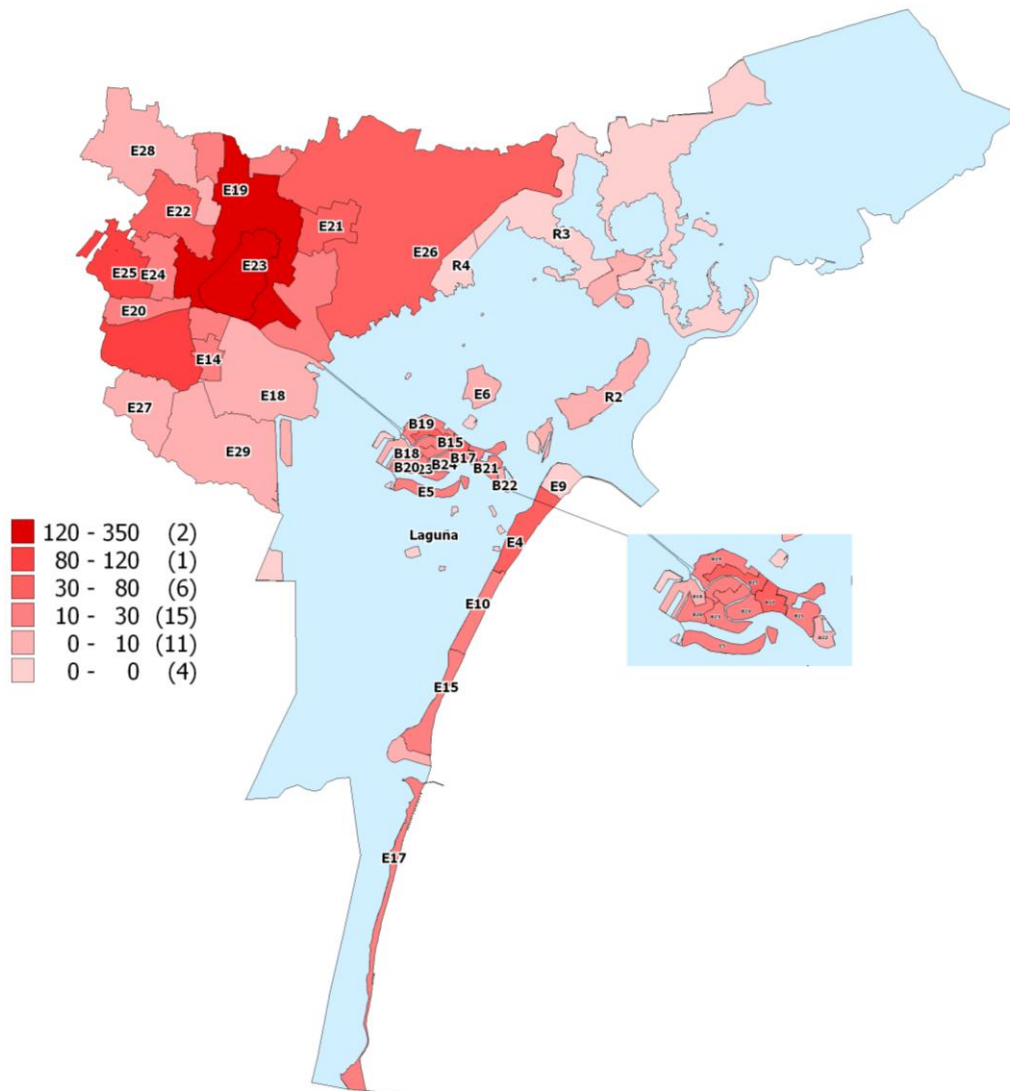 E28
E19
E22
E21
E26
E23
E25
E24
R3
R4
E20
E14
E18
E6
R2
E27
E29
B19
B15
B18
B17
B20
23
B24
B21
B22
E5
E9
Laguña
E4
E10
E15
E17
120 - 350 (2)
80 - 120 (1)
30 - 80 (6)
10 - 30 (15)
0 - 10 (11)
0 - 0 (4)